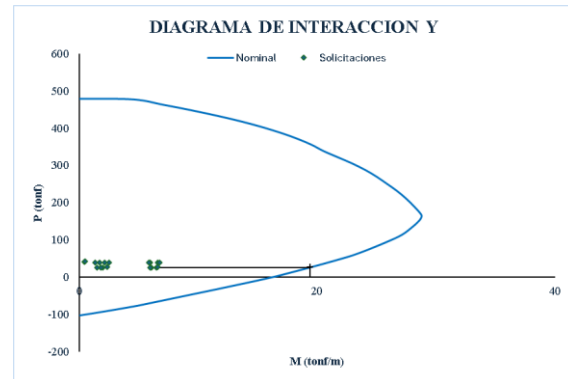 DIAGRAMA DE INTERACCION Y
Nominal
Solicitaciones
600
500
400
300
200
100
0
-100
-200
P (tonf)
0
20
40
M (tonf/m)